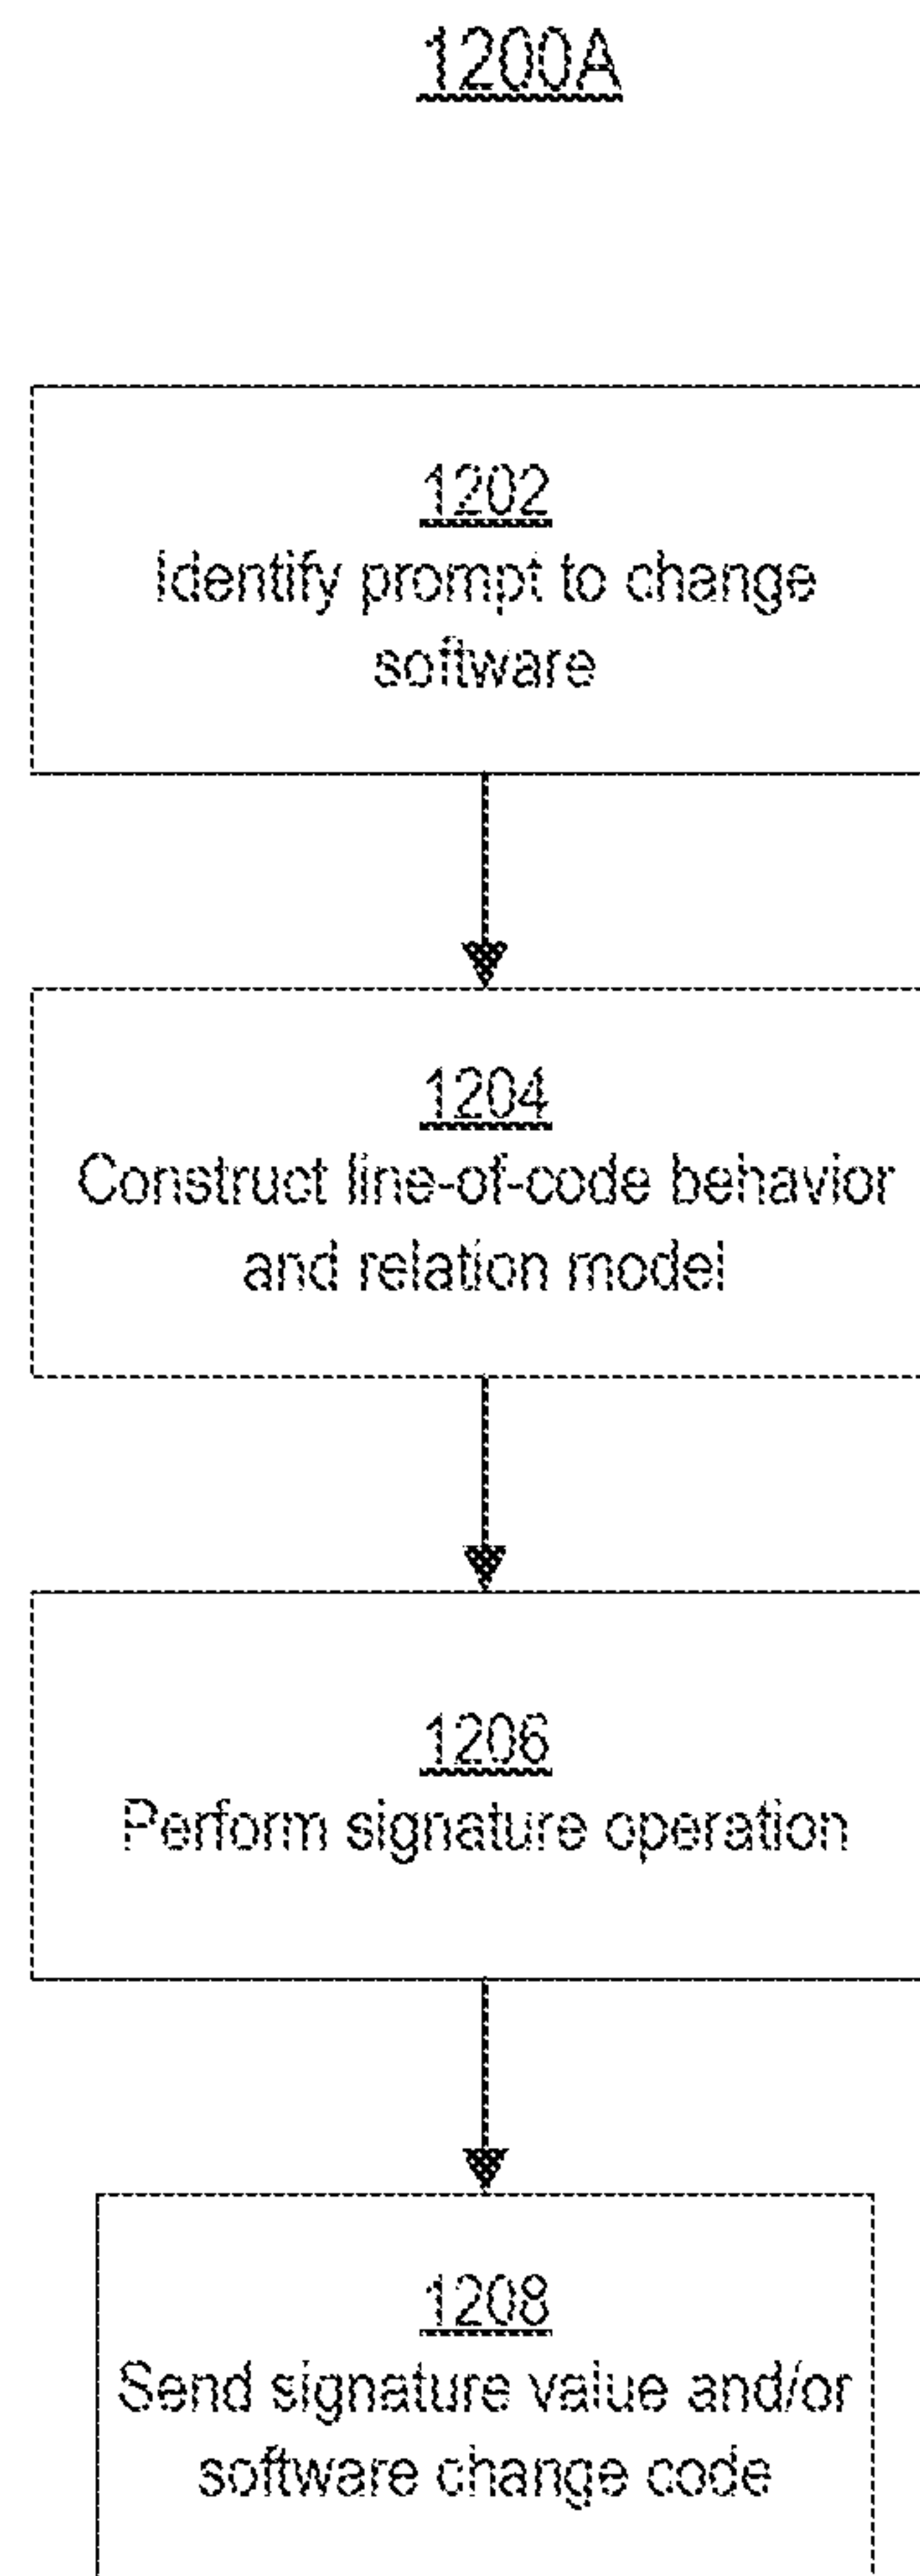 1200A
1202
Identify prompt to change
software
1204
Construct line-of-code behavior
and relation model
1206
Perform signature operation
1208
Send signature value and/or
software change code